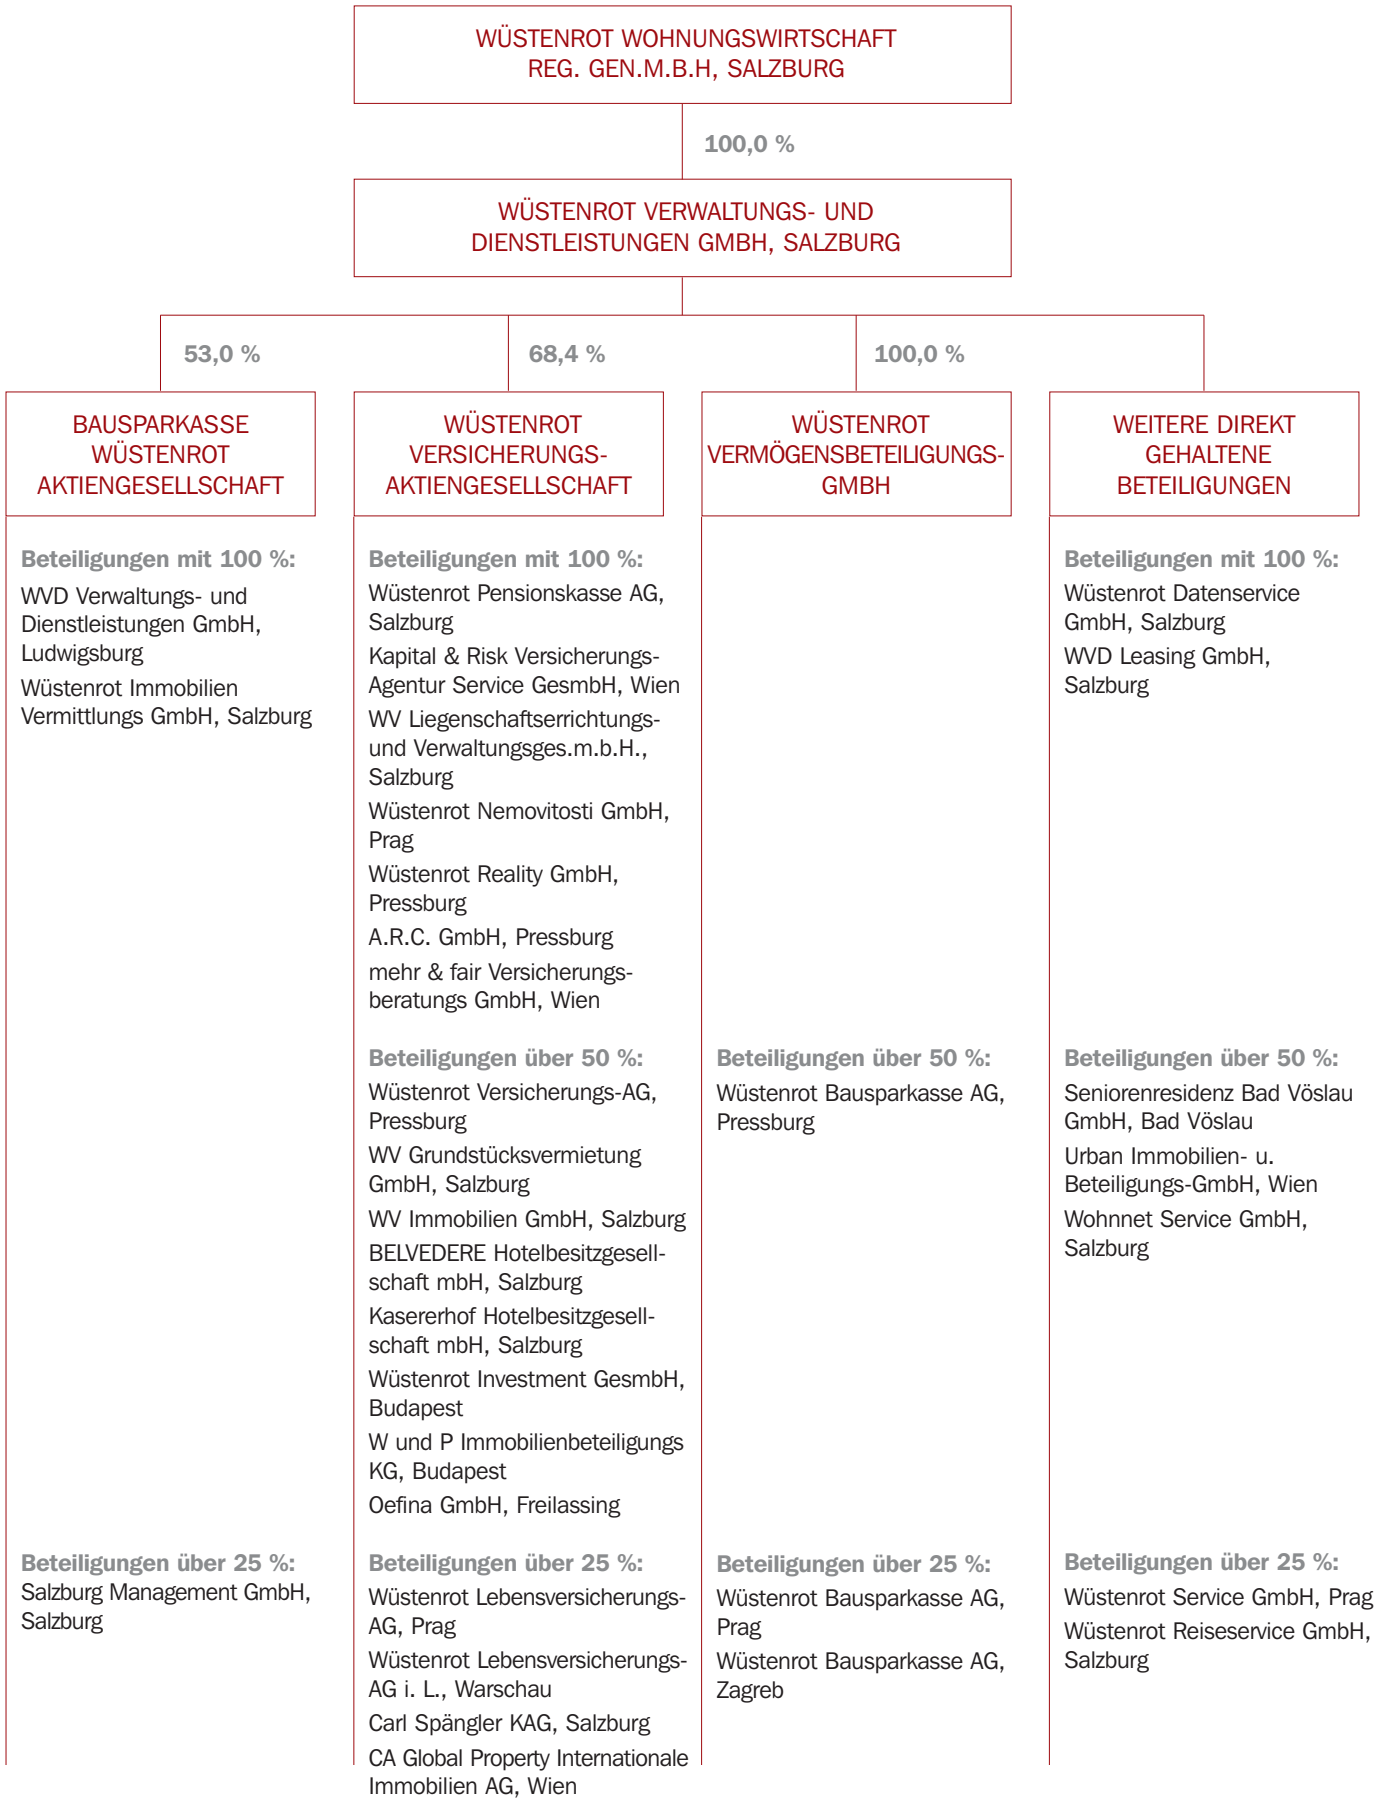 WÜSTENROT WOHNUNGSWIRTSCHAFT
REG. GEN.M.B.H, SALZBURG
100,0 %
WÜSTENROT VERWALTUNGS- UND
DIENSTLEISTUNGEN GMBH, SALZBURG
53,0 %
68,4 %
100,0 %
BAUSPARKASSE
WÜSTENROT
AKTIENGESELLSCHAFT
Beteiligungen mit 100 %:
WVD Verwaltungs- und
Dienstleistungen GmbH,
Ludwigsburg
Wüstenrot Immobilien
Vermittlungs GmbH, Salzburg
Beteiligungen über 25 %:
Salzburg Management GmbH,
Salzburg
WÜSTENROT
VERSICHERUNGS-
AKTIENGESELLSCHAFT
Beteiligungen mit 100 %:
Wüstenrot Pensionskasse AG,
Salzburg
Kapital & Risk Versicherungs-
Agentur Service GesmbH, Wien
WV Liegenschaftserrichtungs-
und Verwaltungsges.m.b.H.,
Salzburg
Wüstenrot Nemovitosti GmbH,
Prag
Wüstenrot Reality GmbH,
Pressburg
A.R.C. GmbH, Pressburg
mehr & fair Versicherungs-
beratungs GmbH, Wien
Beteiligungen über 50 %:
Wüstenrot Versicherungs-AG,
Pressburg
WV Grundstücksvermietung
GmbH, Salzburg
WV Immobilien GmbH, Salzburg
BELVEDERE Hotelbesitzgesell-
schaft mbH, Salzburg
Kasererhof Hotelbesitzgesell-
schaft mbH, Salzburg
Wüstenrot Investment GesmbH,
Budapest
W und P Immobilienbeteiligungs
KG, Budapest
Oefina GmbH, Freilassing
Beteiligungen über 25 %:
Wüstenrot Lebensversicherungs-
AG, Prag
Wüstenrot Lebensversicherungs-
AG i. L., Warschau
Carl Spängler KAG, Salzburg
CA Global Property Internationale
Immobilien AG, Wien
WÜSTENROT
VERMÖGENSBETEILIGUNGS-
GMBH
Beteiligungen über 50 %:
Wüstenrot Bausparkasse AG,
Pressburg
Beteiligungen über 25 %:
Wüstenrot Bausparkasse AG,
Prag
Wüstenrot Bausparkasse AG,
Zagreb
WEITERE DIREKT
GEHALTENE
BETEILIGUNGEN
Beteiligungen mit 100 %:
Wüstenrot Datenservice
GmbH, Salzburg
WVD Leasing GmbH,
Salzburg
Beteiligungen über 50 %:
Seniorenresidenz Bad Vöslau
GmbH, Bad Vöslau
Urban Immobilien- u.
Beteiligungs-GmbH, Wien
Wohnnet Service GmbH,
Salzburg
Beteiligungen über 25 %:
Wüstenrot Service GmbH, Prag
Wüstenrot Reiseservice GmbH,
Salzburg